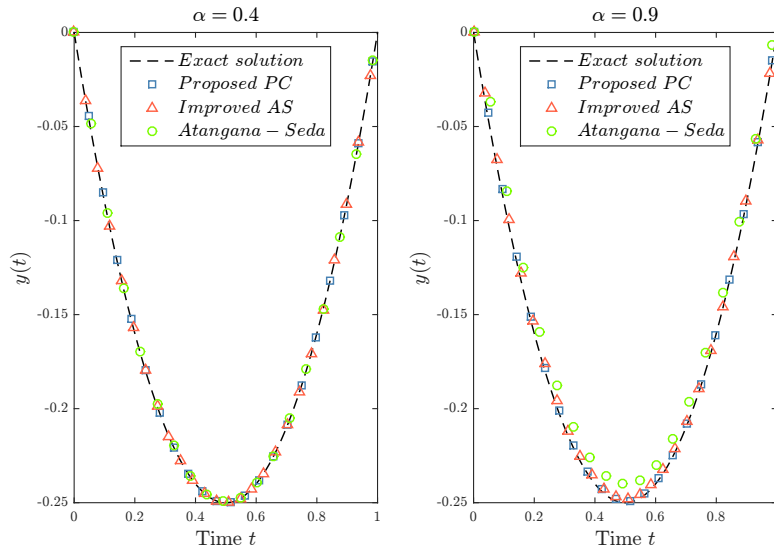 α = 0.4
0
-0.05
-0.1
-0.15
-0.2
-0.25
y(t)
0
0.2
0.4
0.6
0.8
1
Time t
Exact solution
Proposed PC
Improved AS
Atangana − Seda
α = 0.9
0
-0.05
-0.1
-0.15
-0.2
-0.25
y(t)
0
0.2
0.4
0.6
0.8
1
Time t
Exact solution
Proposed PC
Improved AS
Atangana − Seda